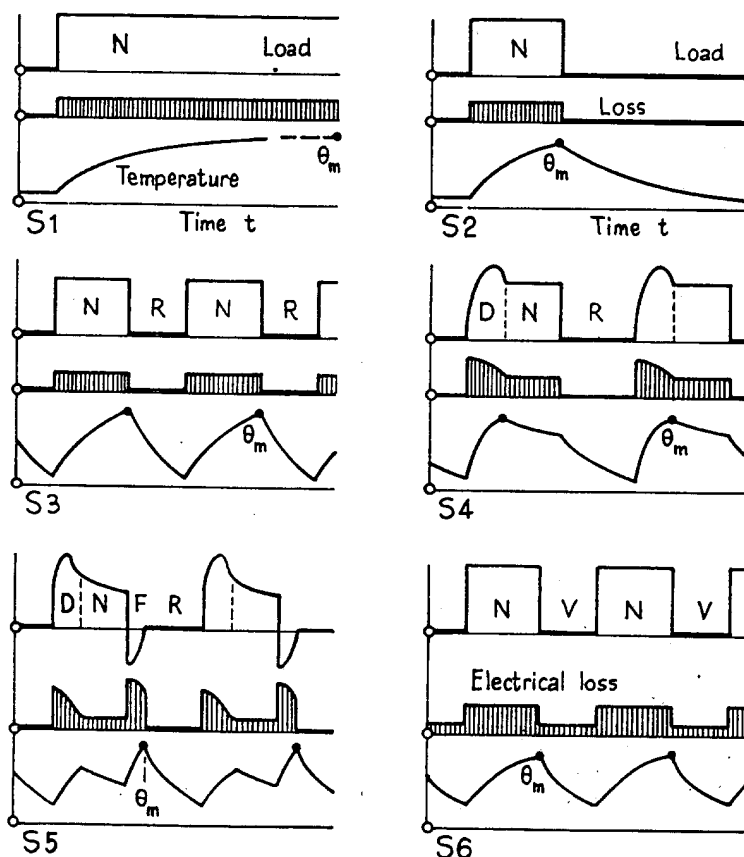 N Load
θm
Temperature
S1 Time t
N Load
Loss
θm
S2 Time t
N R N R
θm
S3
D N R
θm
S4
D N F R
θm
S5
N V N V
Electrical loss
θm
S6